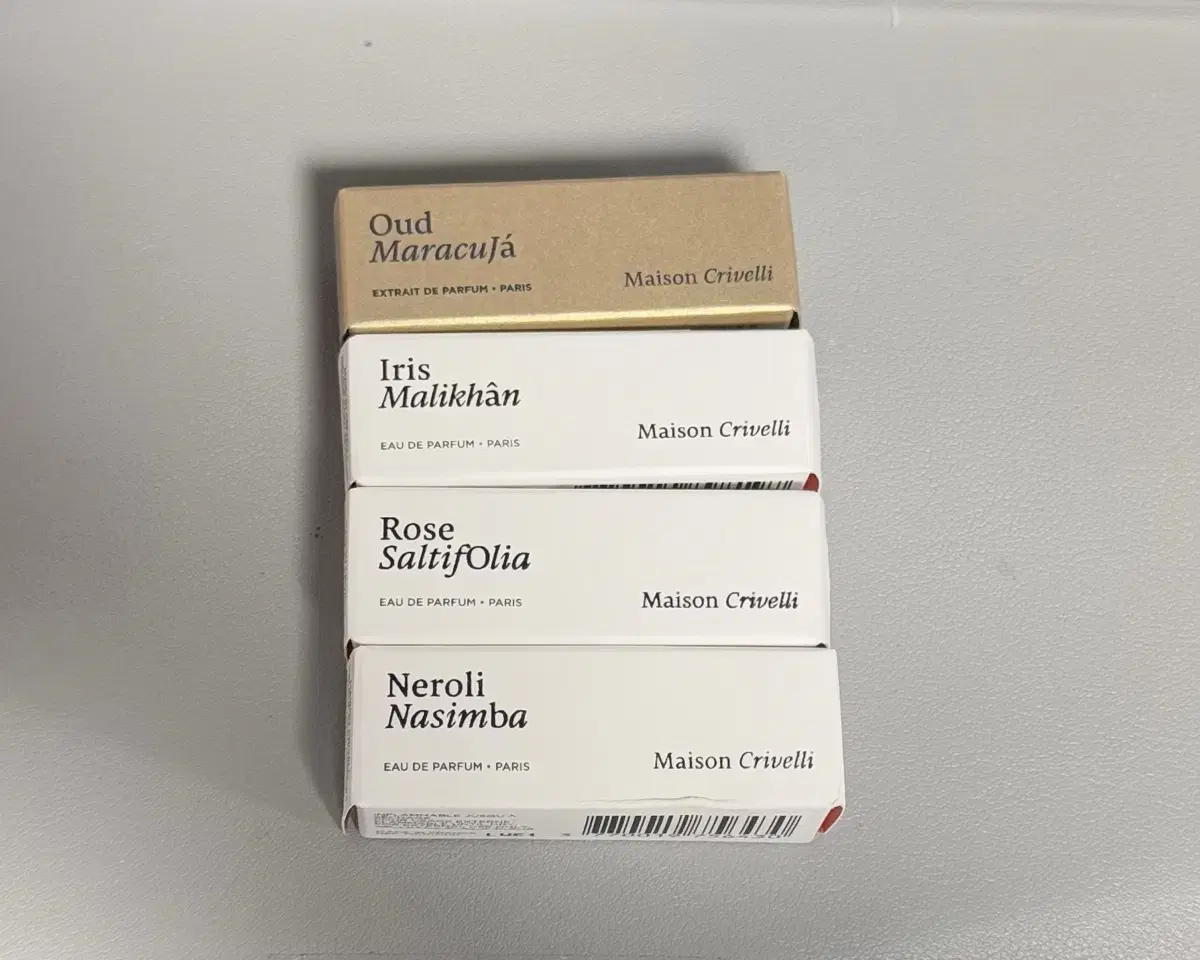 Oud
MaracuJá
EXTRAIT DE PARFUM • PARIS
Maison Crivelli
Iris
Malikhân
EAU DE PARFUM • PARIS
Maison Crivelli
Rose
SaltifOlia
EAU DE PARFUM • PARIS
Maison Crivelli
Neroli
Nasimba
EAU DE PARFUM • PARIS
Maison Crivelli